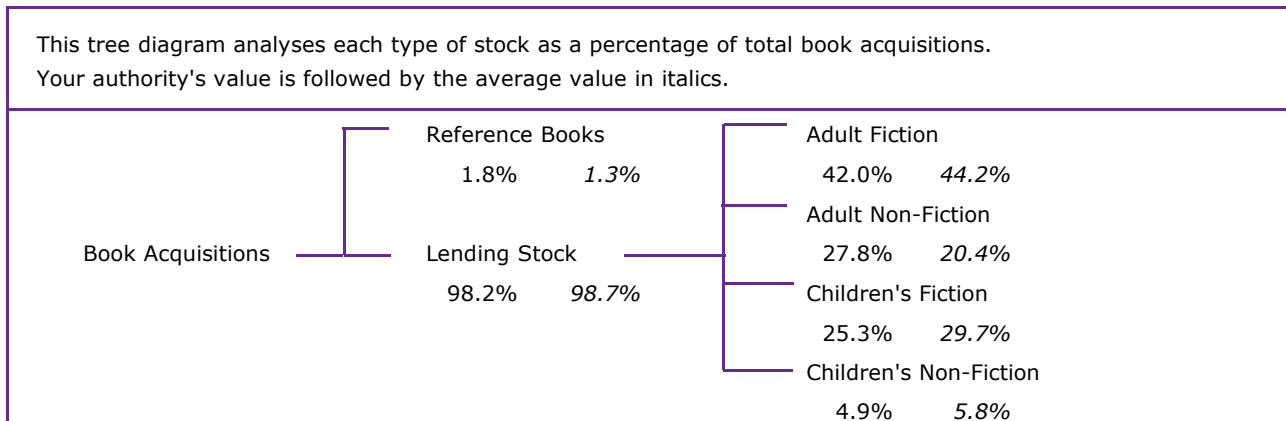 This tree diagram analyses each type of stock as a percentage of total book acquisitions.
Your authority's value is followed by the average value in italics.
Reference Books
1.8% 1.3%
Book Acquisitions
Lending Stock
98.2% 98.7%
Adult Fiction
42.0% 44.2%
Adult Non-Fiction
27.8% 20.4%
Children's Fiction
25.3% 29.7%
Children's Non-Fiction
4.9% 5.8%